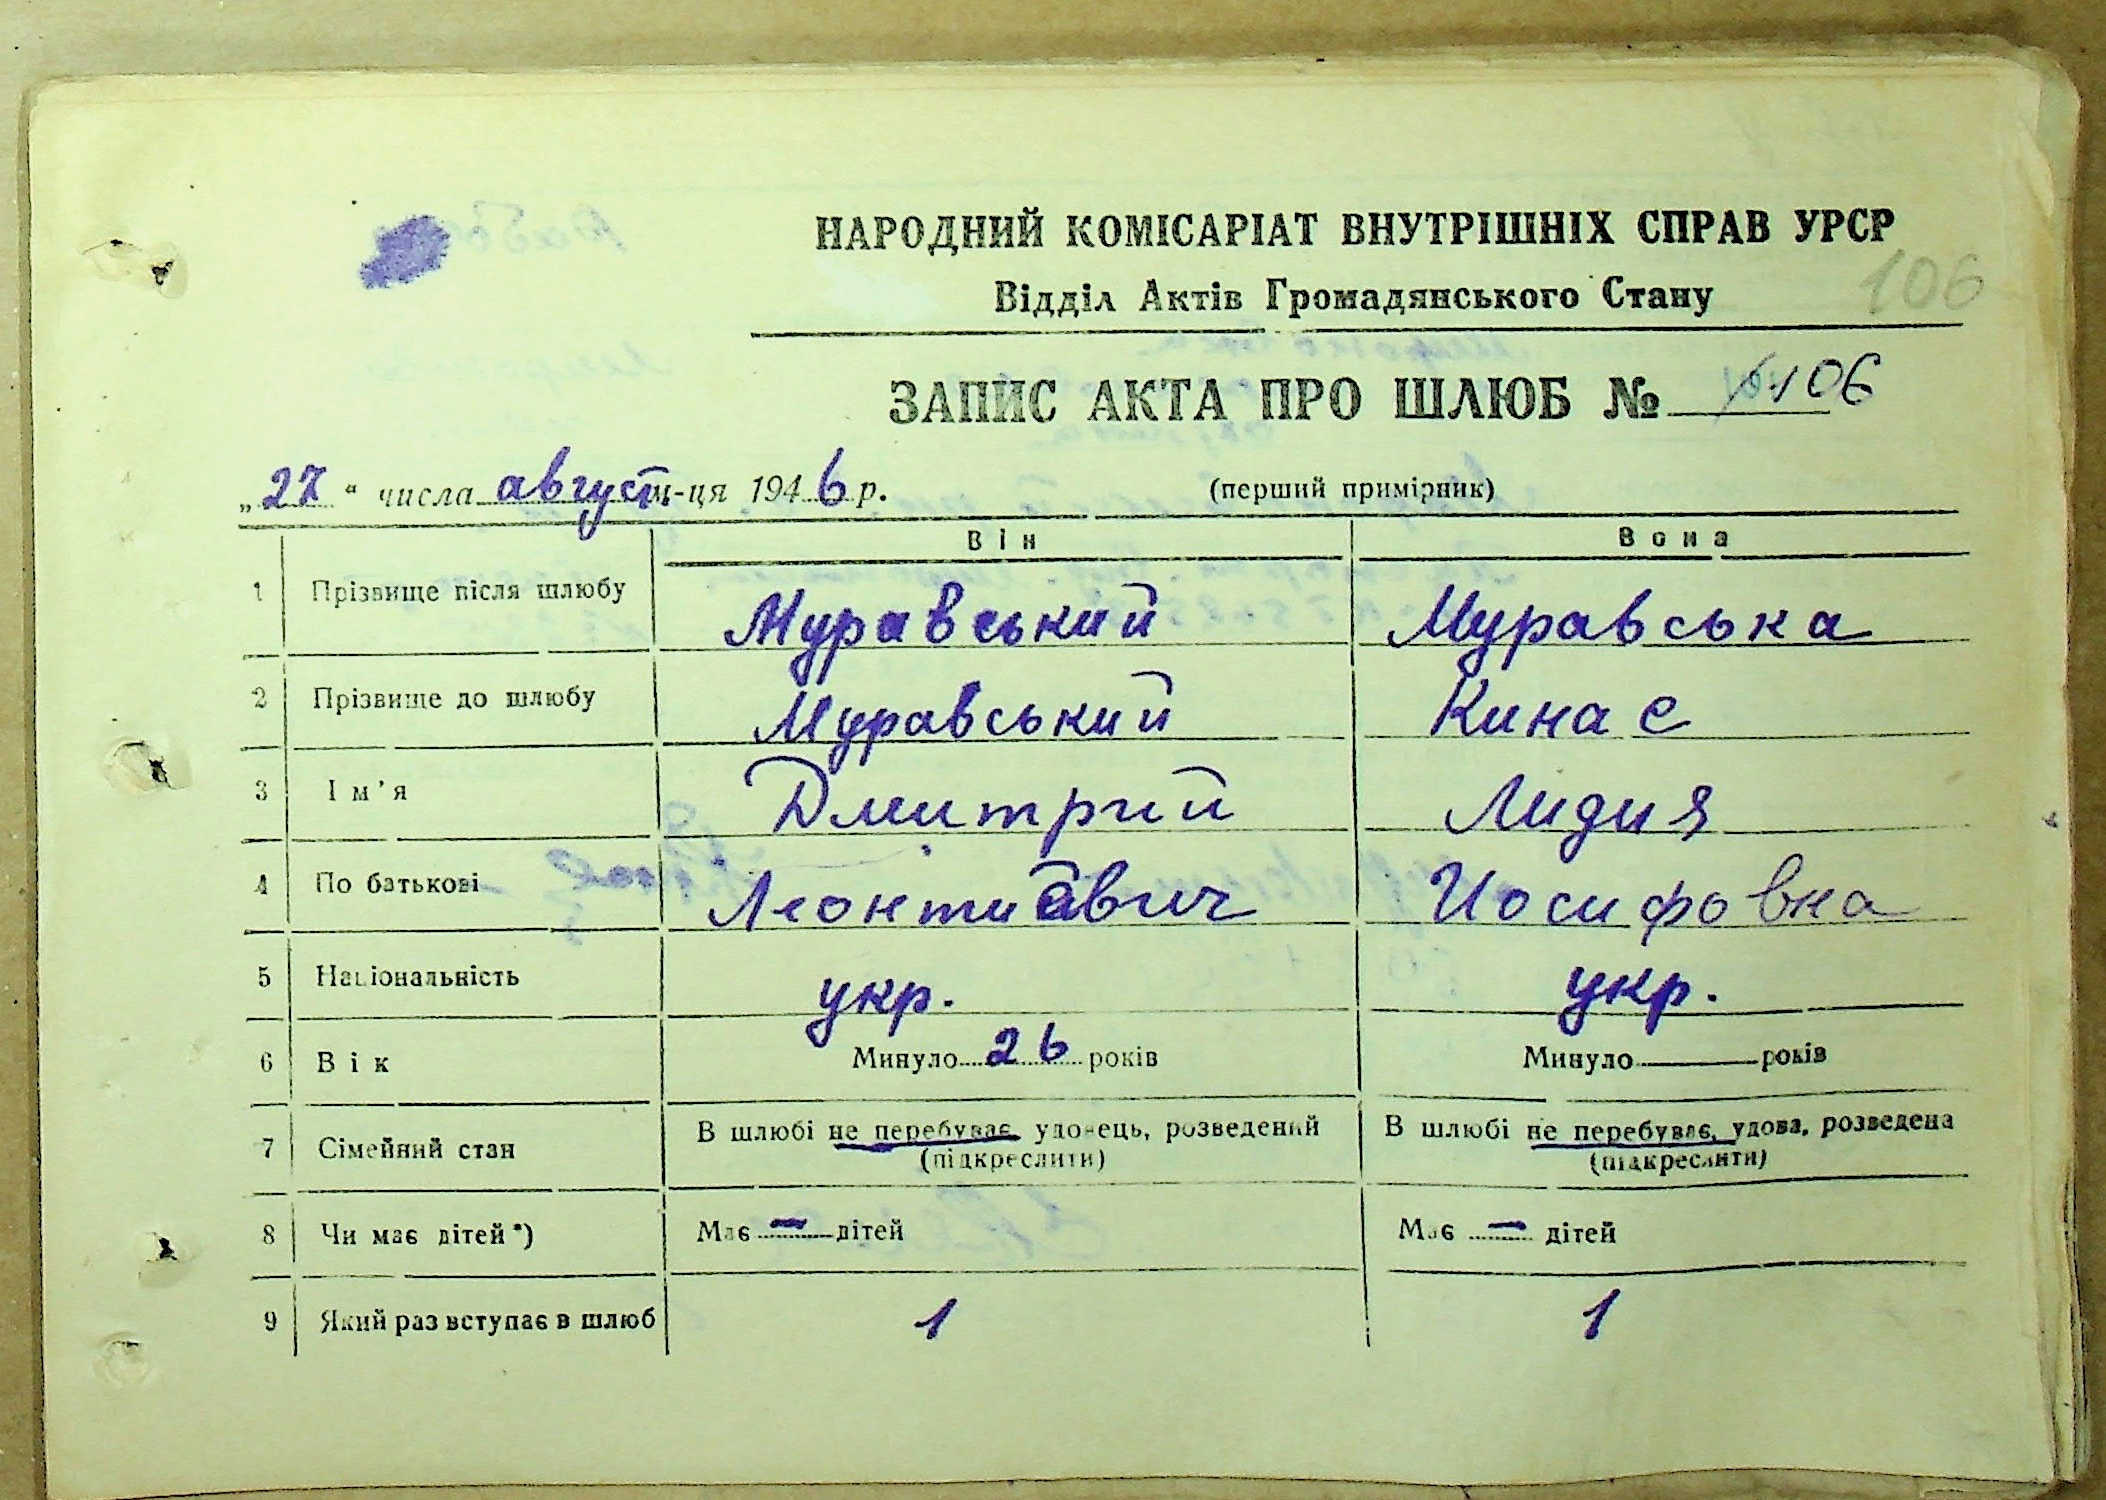 НАРОДНИЙ КОМІСАРІАТ ВНУТРІШНІХ СПРАВ УРСР
Відділ Актів Громадянського Стану
106
ЗАПИС АКТА ПРО ШЛЮБ № 106
„27“ числа август м-ця 1946 р. (перший примірник)
Він Вона
1 Прізвище після шлюбу Муравський Муравська
2 Прізвище до шлюбу Муравський Кинас
3 Ім'я Дмитрий Лидия
4 По батькові Леонтиевич Иосифовна
5 Національність укр. укр.
6 Вік Минуло 26 років Минуло — років
7 Сімейний стан В шлюбі не перебуває, удовець, розведений В шлюбі не перебуває, удова, розведена
(підкреслити) (підкреслити)
8 Чи має дітей*) Має — дітей Має — дітей
9 Який раз вступає в шлюб 1 1